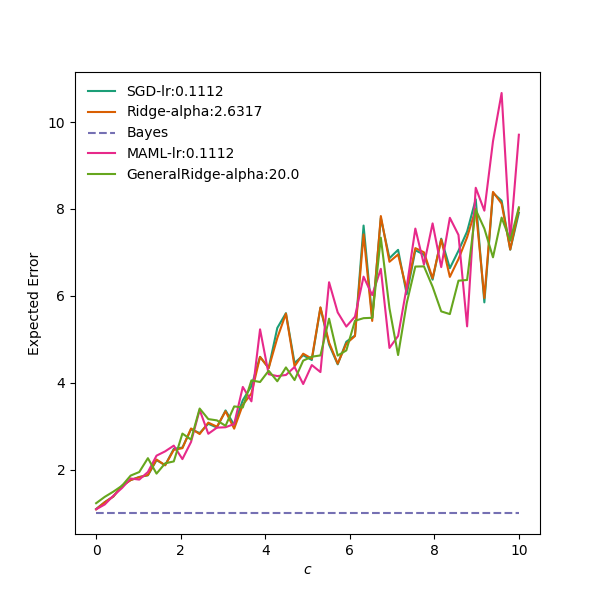 SGD-lr:0.1112
Ridge-alpha:2.6317
Bayes
MAML-lr:0.1112
GeneralRidge-alpha:20.0
Expected Error
10
8
6
4
2
0 2 4 6 8 10
c